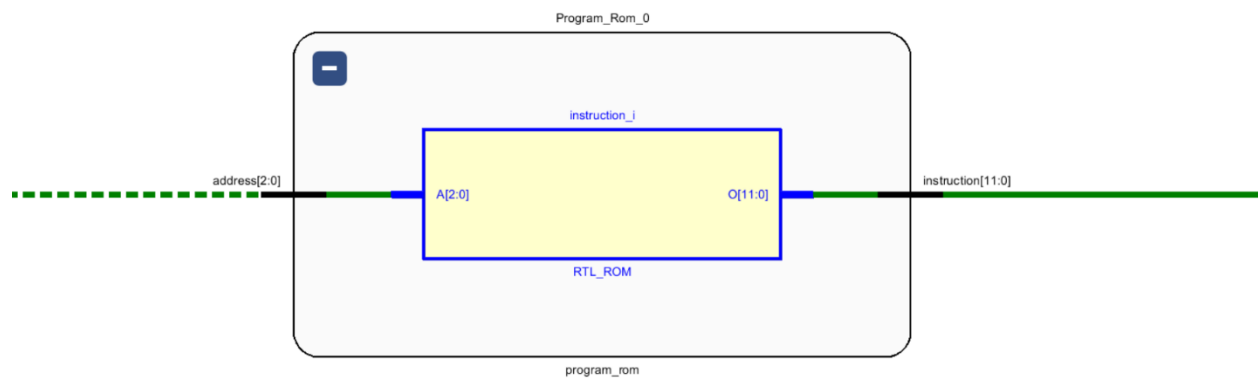 Program_Rom_0
instruction_i
address[2:0]
A[2:0]
O[11:0]
instruction[11:0]
RTL_ROM
program_rom